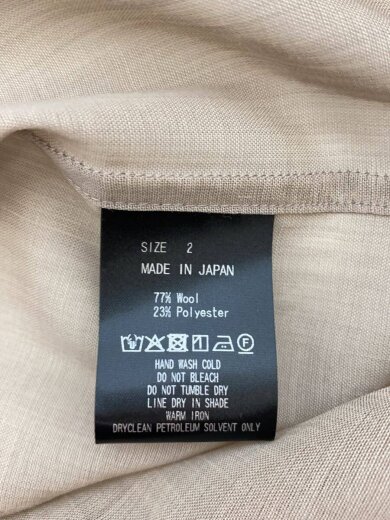 SIZE 2
MADE IN JAPAN
77% Wool
23% Polyester
F
HAND WASH COLD
DO NOT BLEACH
DO NOT TUMBLE DRY
LINE DRY IN SHADE
WARM IRON
DRYCLEAN PETROLEUM SOLVENT ONLY